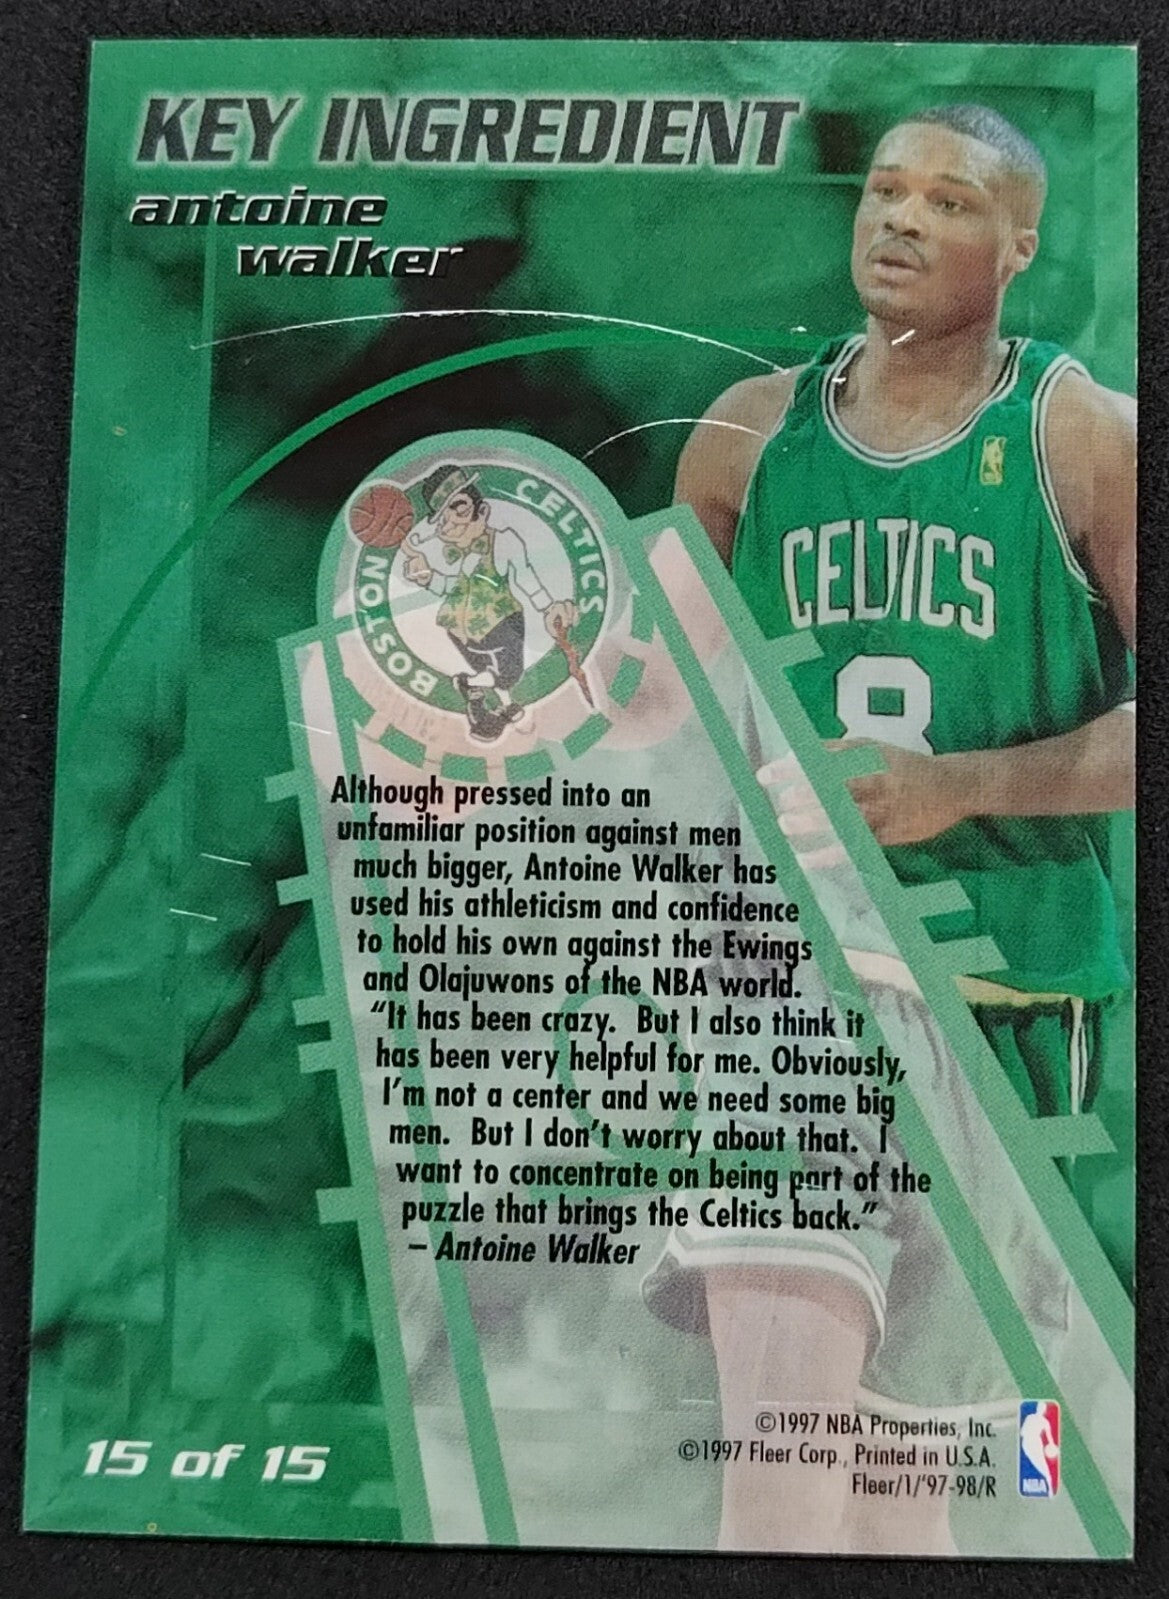 KEY INGREDIENT
antoine
walker
BOSTON CELTICS
CELTICS
8
Although pressed into an
unfamiliar position against men
much bigger, Antoine Walker has
used his athleticism and confidence
to hold his own against the Ewings
and Olajuwons of the NBA world.
“It has been crazy.  But I also think it
has been very helpful for me. Obviously,
I’m not a center and we need some big
men.  But I don’t worry about that.  I
want to concentrate on being part of the
puzzle that brings the Celtics back.”
– Antoine Walker
15 of 15
©1997 NBA Properties, Inc.
©1997 Fleer Corp., Printed in U.S.A.
Fleer/1/'97-98/R
NBA